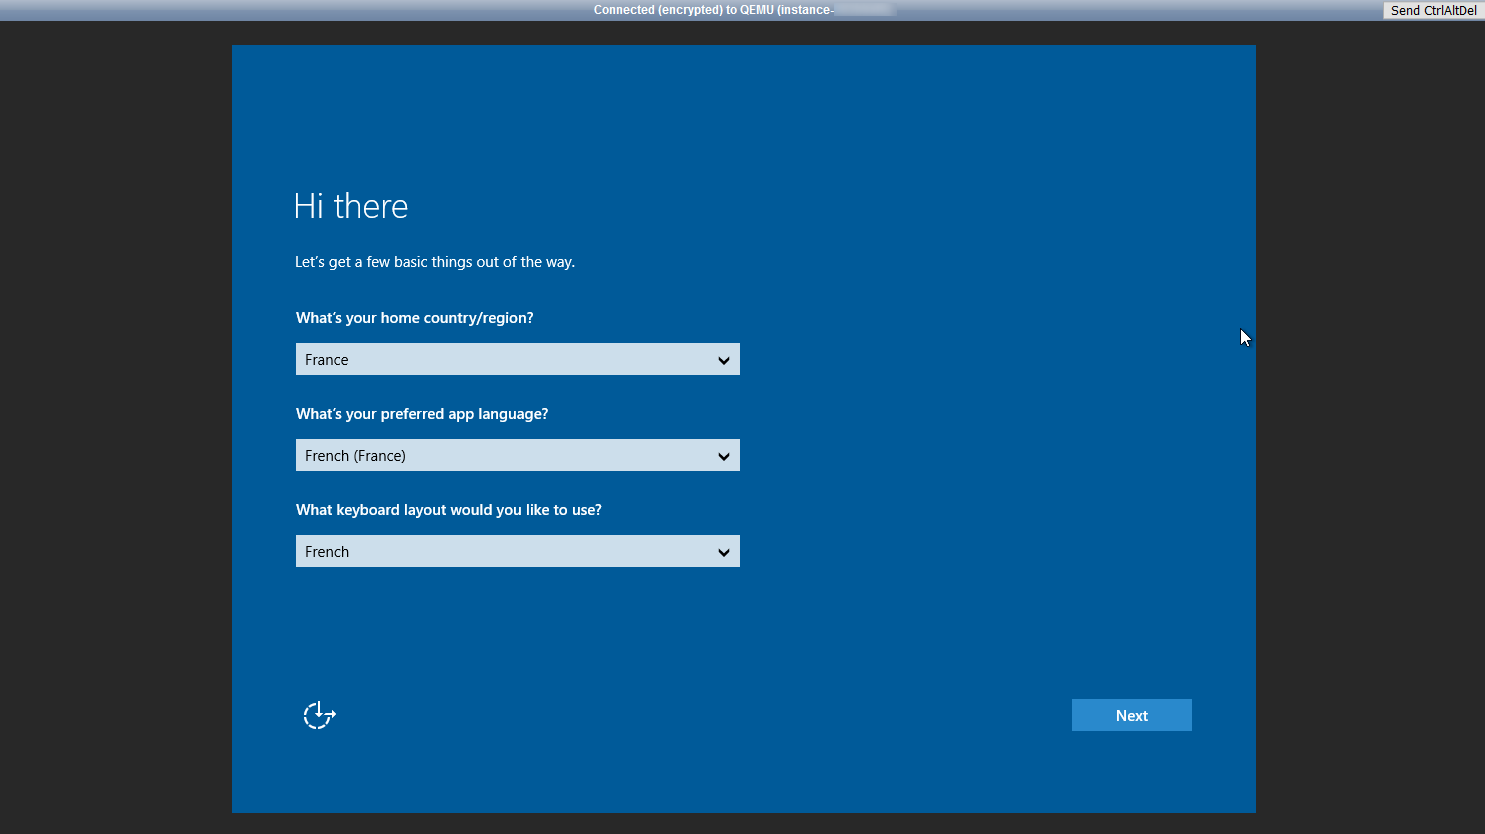 Connected (encrypted) to QEMU (instance-
Send CtrlAltDel
Hi there
Let's get a few basic things out of the way.
What's your home country/region?
France
What's your preferred app language?
French (France)
What keyboard layout would you like to use?
French
Next